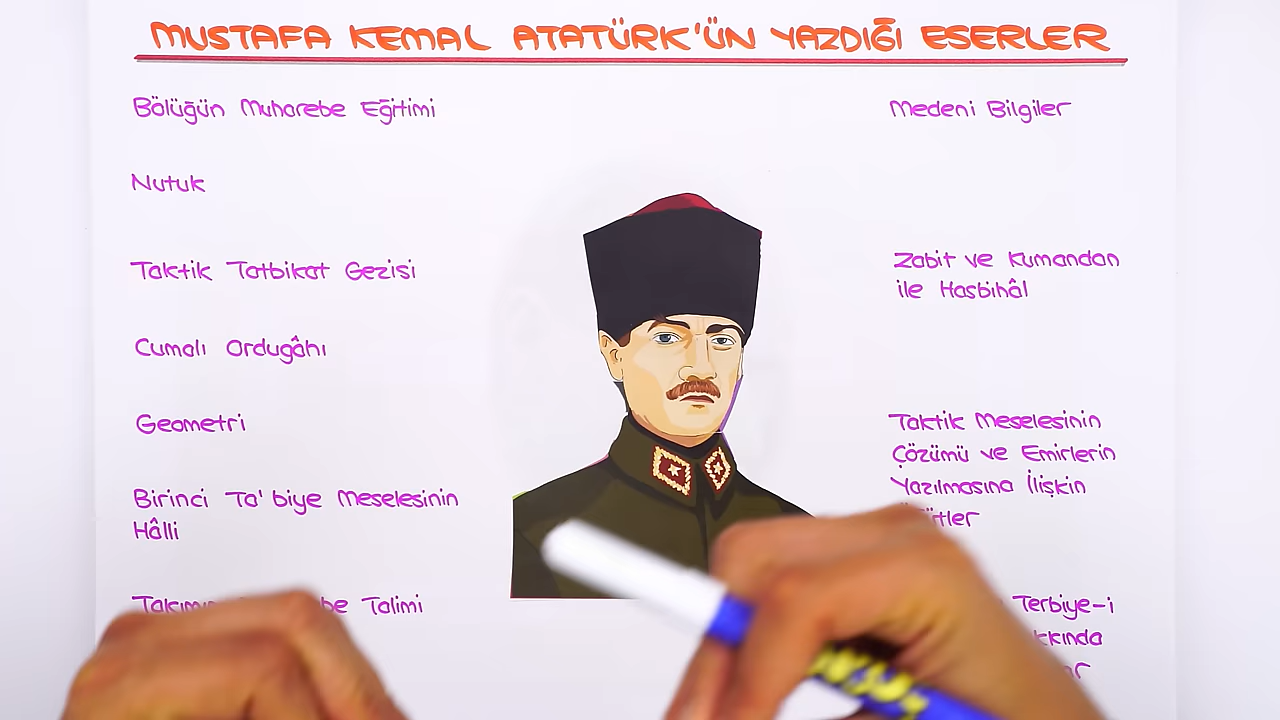 MUSTAFA KEMAL ATATÜRK'ÜN YAZDIĞI ESERLER
Bölüğün Muharebe Eğitimi
Nutuk
Taktik Tatbikat Gezisi
Cumalı Ordugâhı
Geometri
Birinci Ta'biye Meselesinin
Hâlli
Talimi
Medeni Bilgiler
Zabit ve Kumandan
ile Hasbihâl
Taktik Meselesinin
Çözümü ve Emirlerin
Yazılmasına İlişkin
Terbiye-i